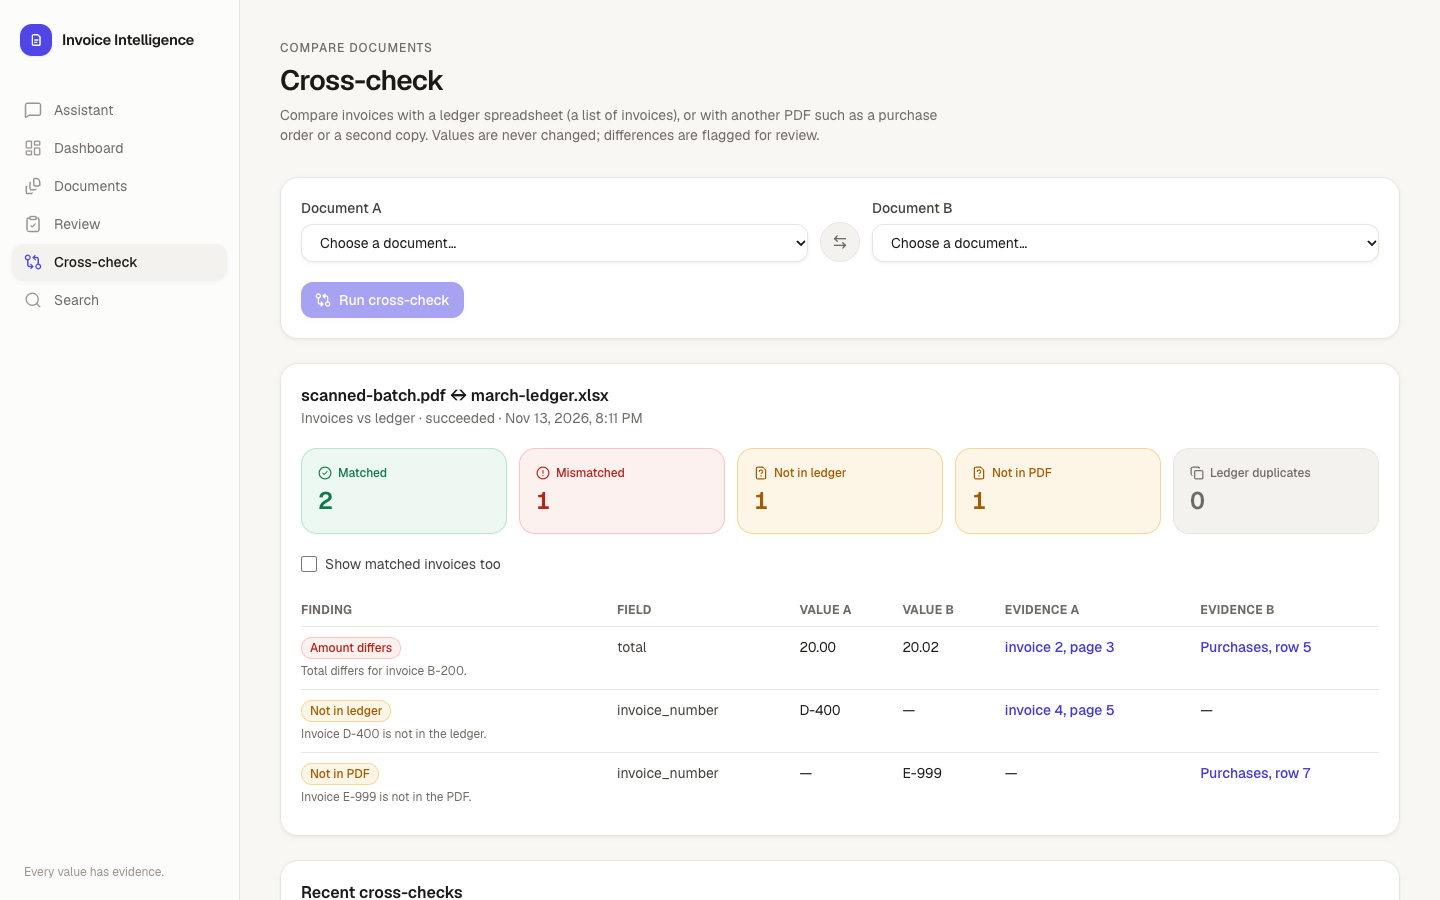 Invoice Intelligence
Assistant
Dashboard
Documents
Review
Cross-check
Search
Every value has evidence.
COMPARE DOCUMENTS
Cross-check
Compare invoices with a ledger spreadsheet (a list of invoices), or with another PDF such as a purchase
order or a second copy. Values are never changed; differences are flagged for review.
Document A
Choose a document...
Document B
Choose a document...
Run cross-check
scanned-batch.pdf ↔ march-ledger.xlsx
Invoices vs ledger · succeeded · Nov 13, 2026, 8:11 PM
Matched
2
Mismatched
1
Not in ledger
1
Not in PDF
1
Ledger duplicates
0
Show matched invoices too
FINDING FIELD VALUE A VALUE B EVIDENCE A EVIDENCE B
Amount differs total 20.00 20.02 invoice 2, page 3 Purchases, row 5
Total differs for invoice B-200.
Not in ledger invoice_number D-400 — invoice 4, page 5 —
Invoice D-400 is not in the ledger.
Not in PDF invoice_number — E-999 — Purchases, row 7
Invoice E-999 is not in the PDF.
Recent cross-checks